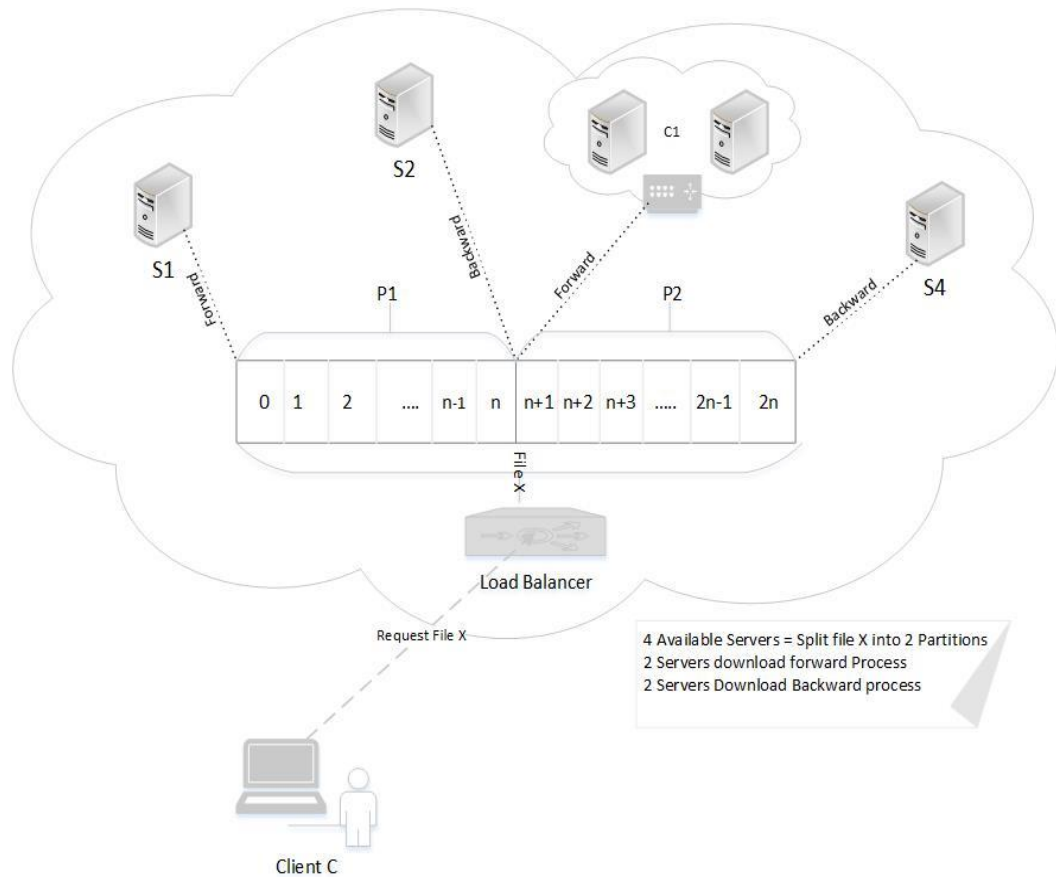 S2
C1
S1
S4
Forward
Backward
Forward
Backward
P1
P2
0 1 2 .... n-1 n n+1 n+2 n+3 ..... 2n-1 2n
File X
Load Balancer
Request File X
4 Available Servers = Split file X into 2 Partitions
2 Servers download forward Process
2 Servers Download Backward process
Client C